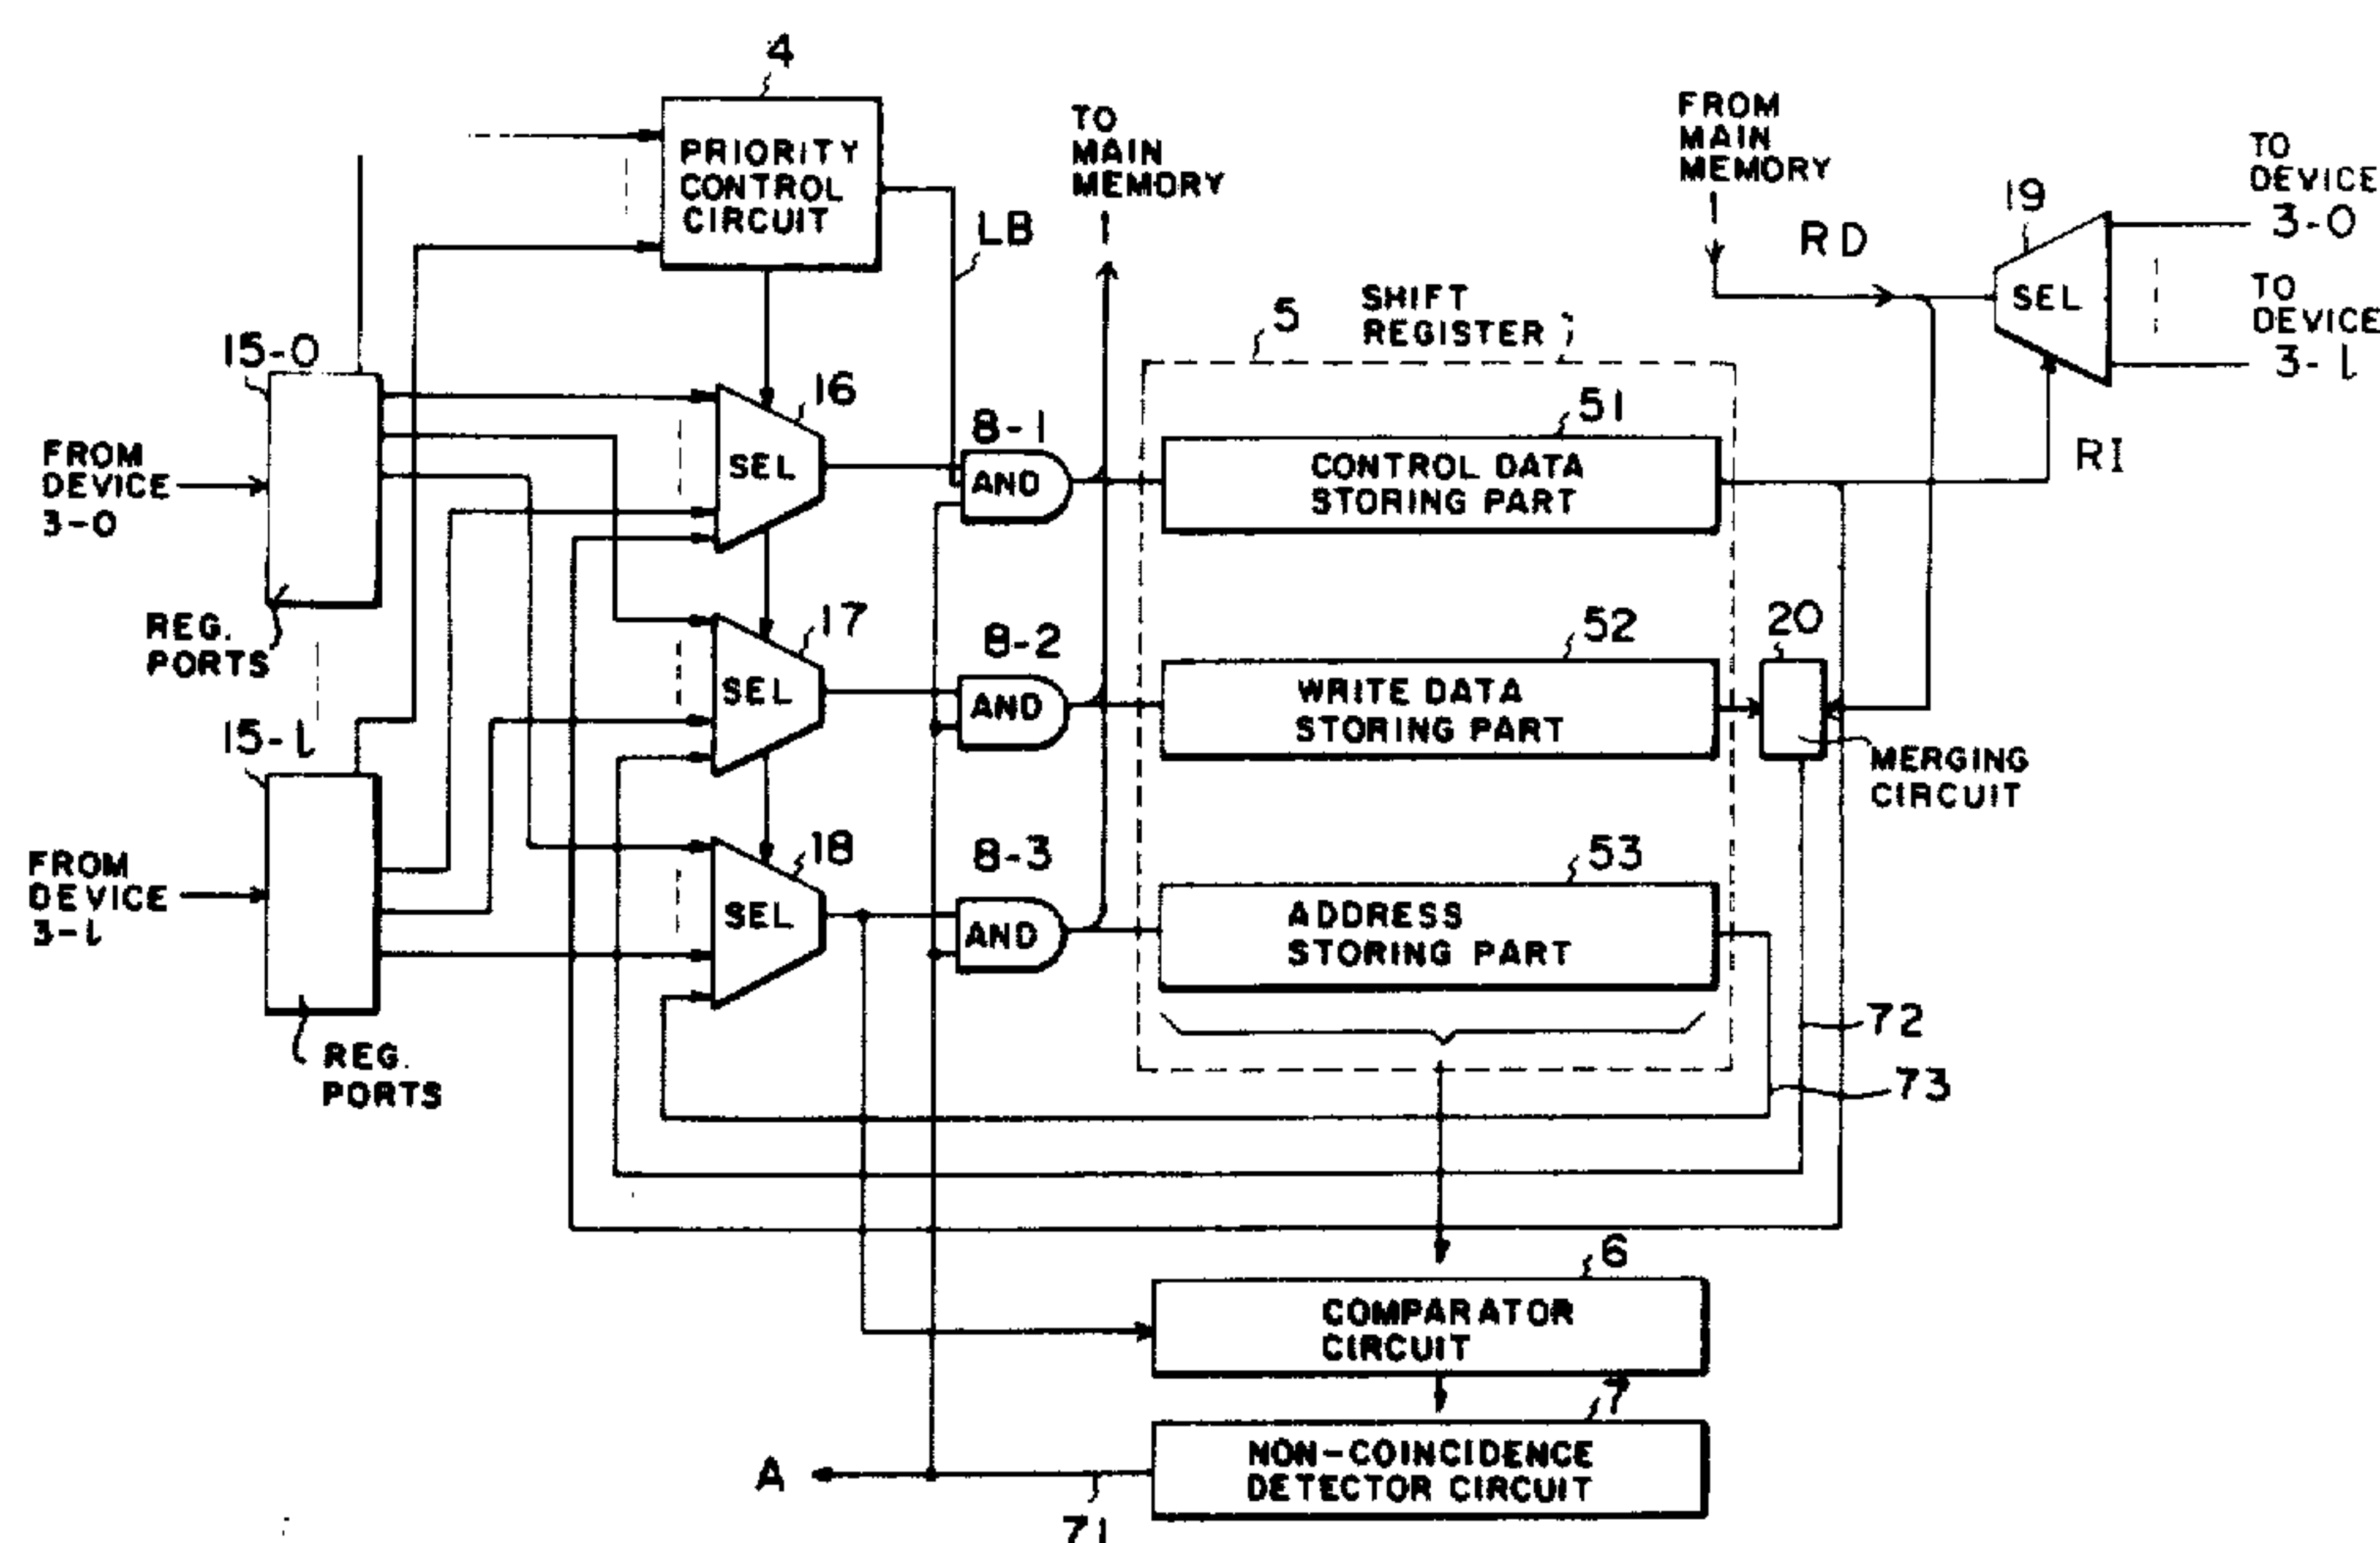 4
PRIORITY
CONTROL
CIRCUIT
TO
MAIN
MEMORY
FROM
MAIN
MEMORY
RD
19
SEL
TO
DEVICE
3-0
TO
DEVICE
3-l
LB
5
SHIFT
REGISTER
15-0
FROM
DEVICE
3-0
REG.
PORTS
16
SEL
8-1
AND
51
CONTROL DATA
STORING PART
RI
17
SEL
8-2
AND
52
WRITE DATA
STORING PART
20
MERGING
CIRCUIT
15-l
FROM
DEVICE
3-l
REG.
PORTS
18
SEL
8-3
AND
53
ADDRESS
STORING PART
72
73
6
COMPARATOR
CIRCUIT
7
NON-COINCIDENCE
DETECTOR CIRCUIT
A
71